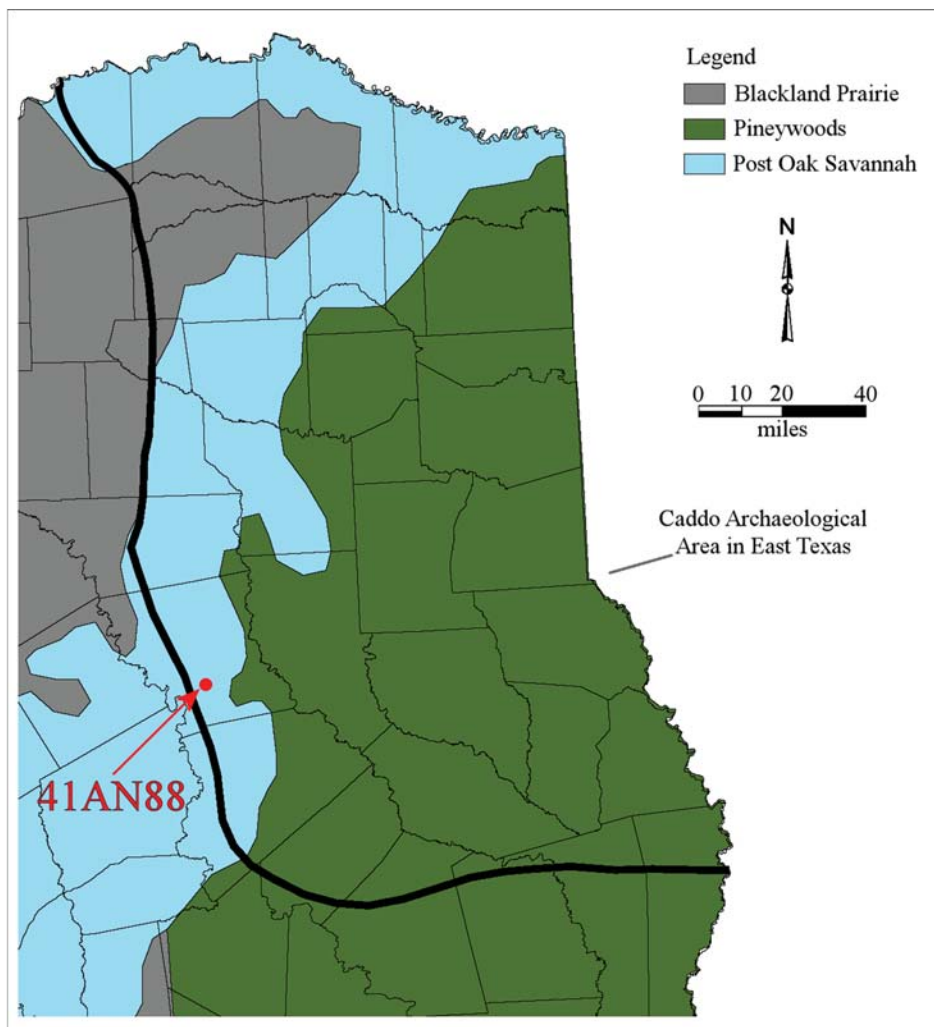 Legend
Blackland Prairie
Pineywoods
Post Oak Savannah
N
0 10 20 40
miles
Caddo Archaeological
Area in East Texas
41AN88